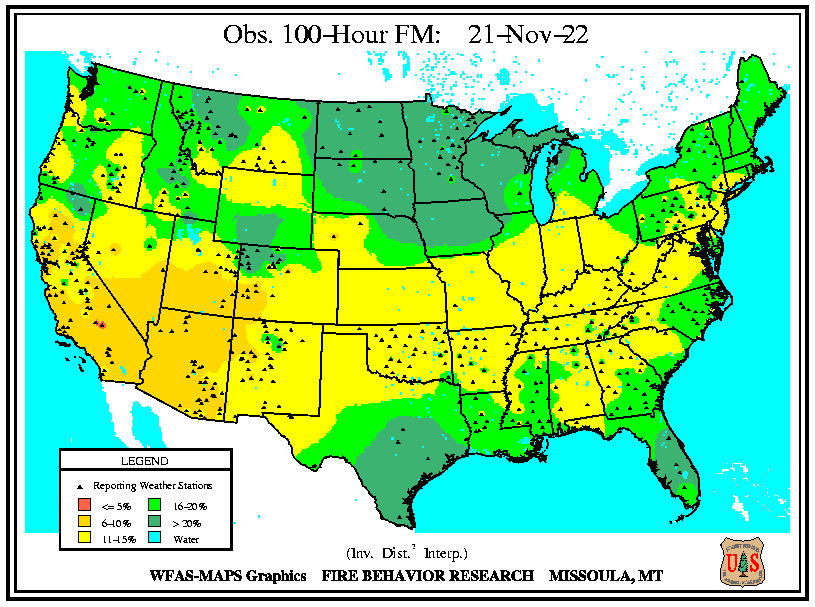 Obs. 100-Hour FM: 21-Nov-22
LEGEND
Reporting Weather Stations
<= 5%
6-10%
11-15%
16-20%
> 20%
Water
(Inv. Dist.² Interp.)
WFAS-MAPS Graphics FIRE BEHAVIOR RESEARCH MISSOULA, MT
U S